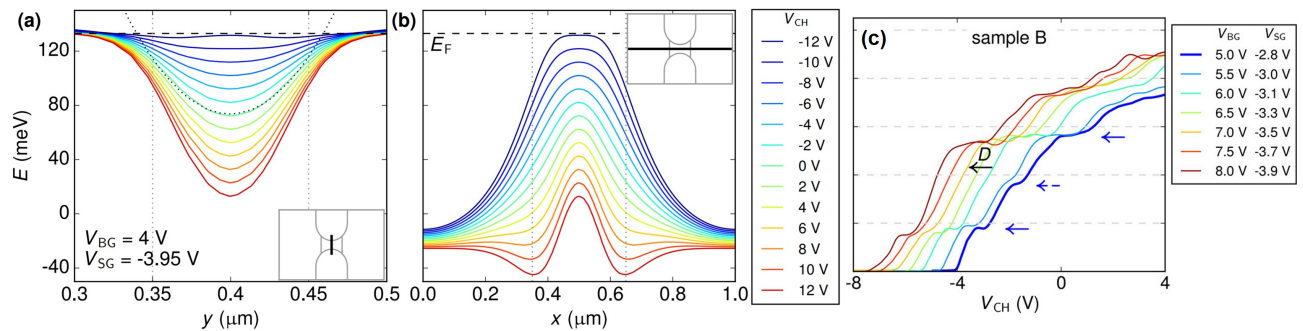 (a)
E (meV)
120
80
40
0
-40
V_BG = 4 V
V_SG = -3.95 V
0.3 0.35 0.4 0.45 0.5
y (μm)
(b)
E_F
0.0 0.2 0.4 0.6 0.8 1.0
x (μm)
V_CH
-12 V
-10 V
-8 V
-6 V
-4 V
-2 V
0 V
2 V
4 V
6 V
8 V
10 V
12 V
(c)
sample B
D
-8 -4 0 4
V_CH (V)
V_BG V_SG
5.0 V -2.8 V
5.5 V -3.0 V
6.0 V -3.1 V
6.5 V -3.3 V
7.0 V -3.5 V
7.5 V -3.7 V
8.0 V -3.9 V